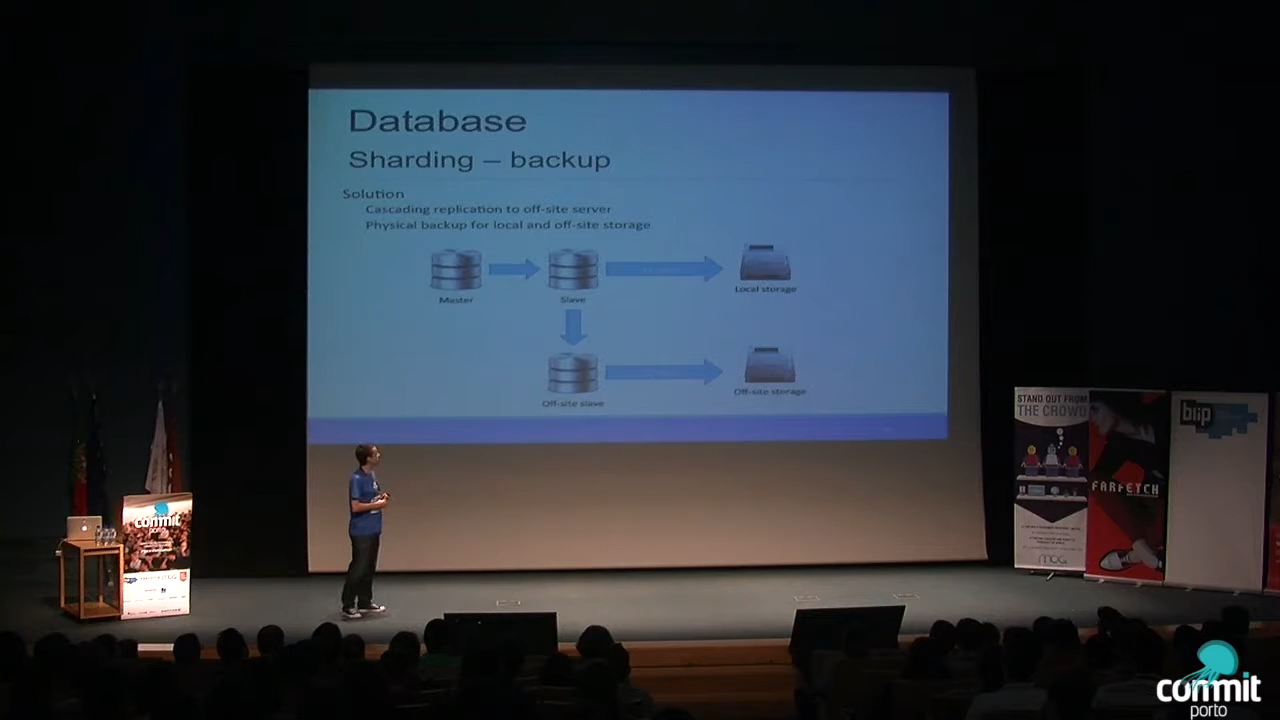 Database
Sharding – backup
Solution
Cascading replication to off-site server
Physical backup for local and off-site storage
Master
Slave
Local storage
Off-site slave
Off-site storage
STAND OUT FROM
THE CROWD
MOG
FARFETCH
blip
commit
porto
commit
porto